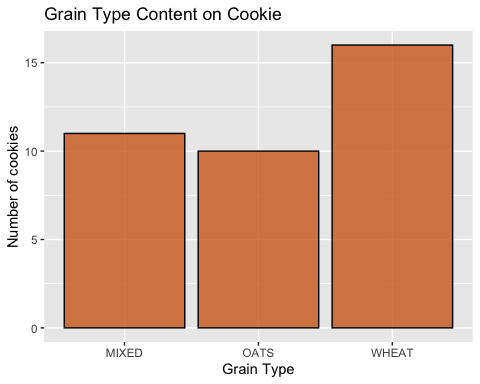 Grain Type Content on Cookie
Number of cookies
15
10
5
0
MIXED OATS WHEAT
Grain Type